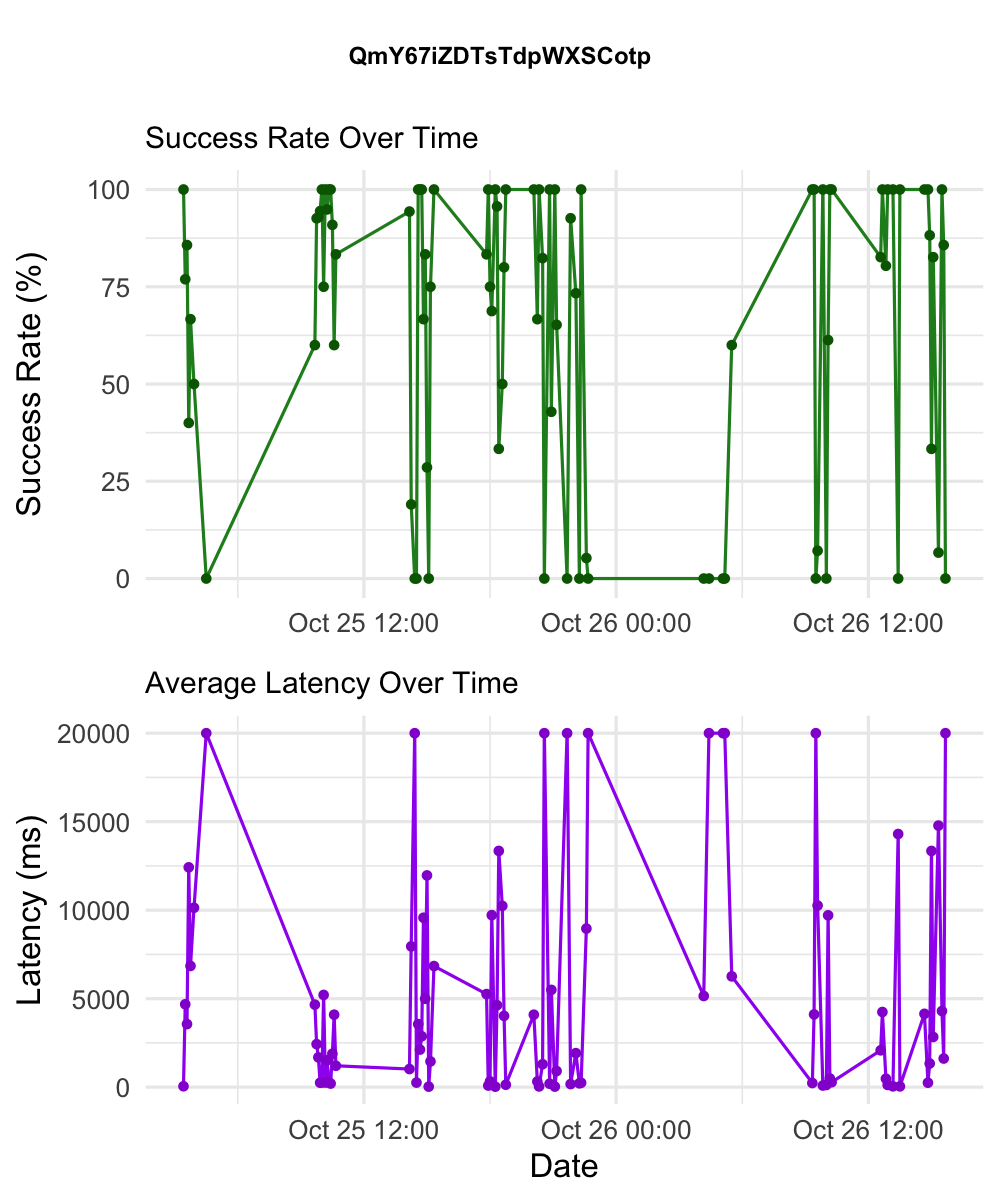 QmY67iZDTsTdpWXSCotp
Success Rate Over Time
Success Rate (%)
100
75
50
25
0
Oct 25 12:00 Oct 26 00:00 Oct 26 12:00
Average Latency Over Time
Latency (ms)
20000
15000
10000
5000
0
Oct 25 12:00 Oct 26 00:00 Oct 26 12:00
Date